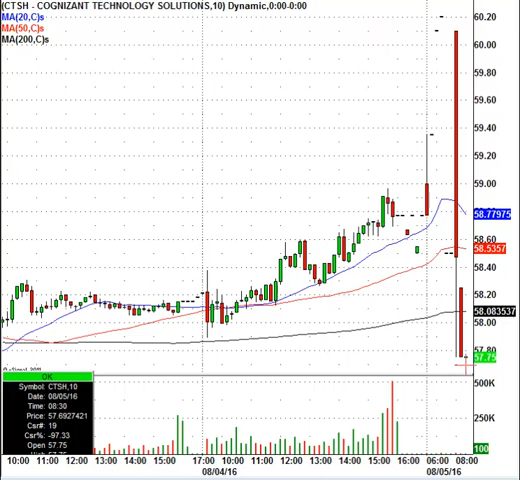 (CTSH - COGNIZANT TECHNOLOGY SOLUTIONS,10) Dynamic,0:00-0:00
MA(20,C)s
MA(50,C)s
MA(200,C)s
60.20
60.00
59.80
59.60
59.40
59.20
59.00
58.77975
58.60
58.5357
58.40
58.20
58.083537
58.00
57.80
57.75
OK
Symbol: CTSH,10
Date: 08/05/16
Time: 08:30
Price: 57.6927421
Csr#: 19
Csr%: -97.33
Open 57.75
500K
250K
100
10:00 11:00 12:00 13:00 14:00 15:00 16:00 10:00 11:00 12:00 13:00 14:00 15:00 16:00 06:00 08:00
08/04/16 08/05/16